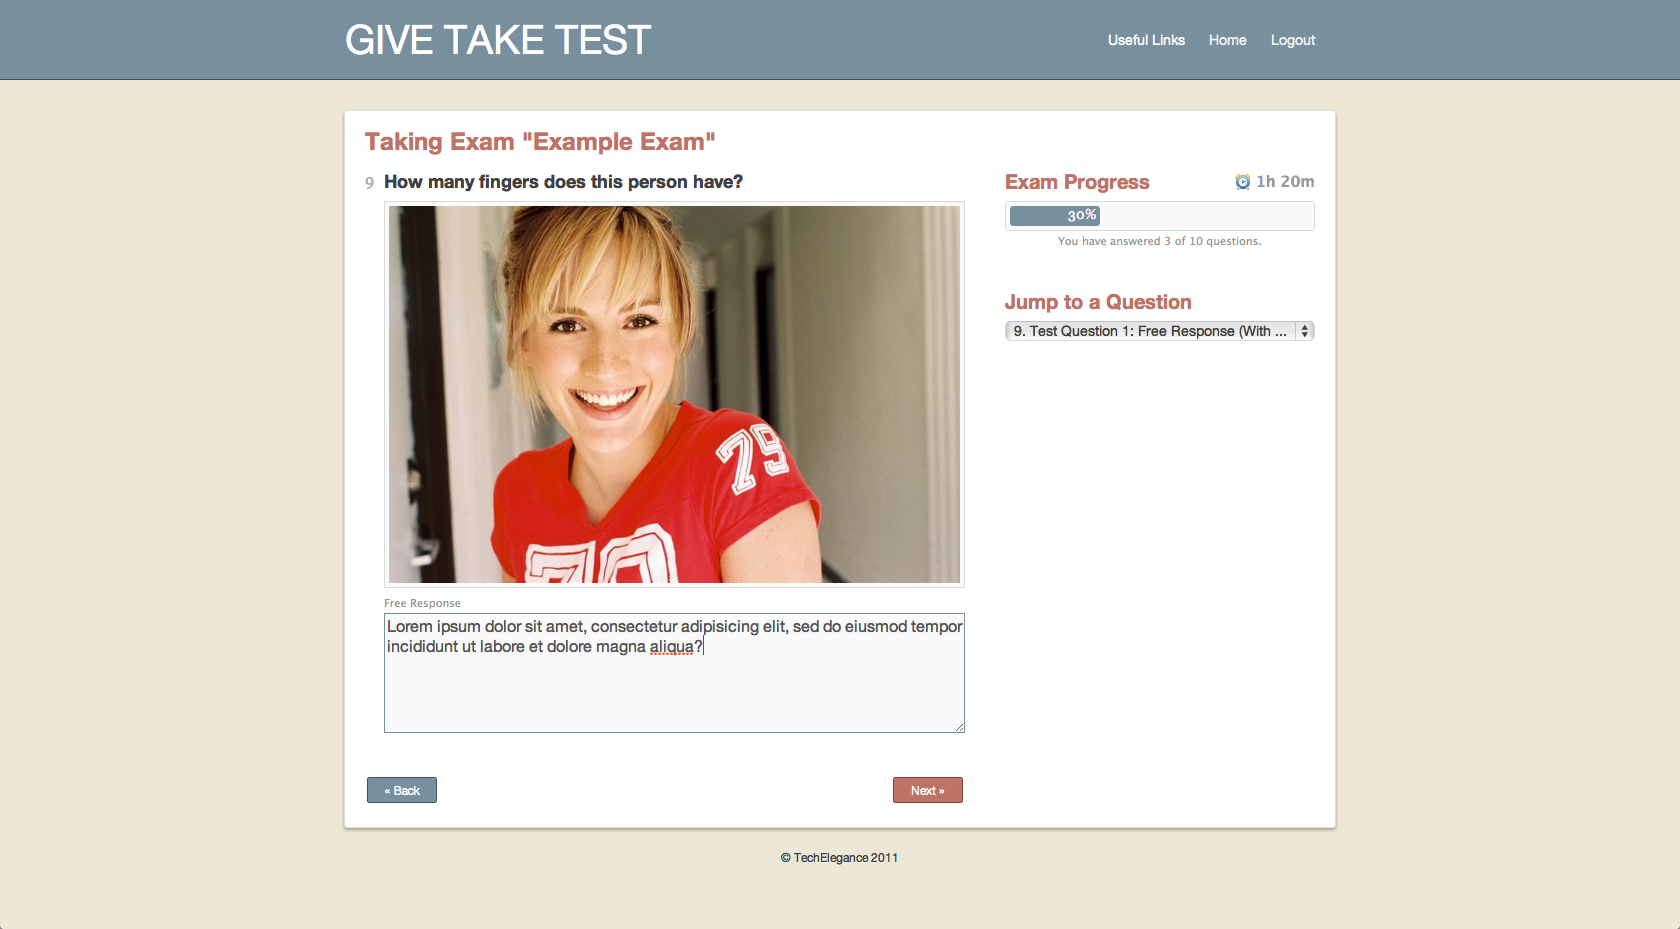 GIVE TAKE TEST
Useful Links Home Logout
Taking Exam "Example Exam"
9 How many fingers does this person have?
79
79
Free Response
Lorem ipsum dolor sit amet, consectetur adipisicing elit, sed do eiusmod tempor
incididunt ut labore et dolore magna aliqua?
« Back
Next »
Exam Progress
1h 20m
30%
You have answered 3 of 10 questions.
Jump to a Question
9. Test Question 1: Free Response (With ...
© TechElegance 2011